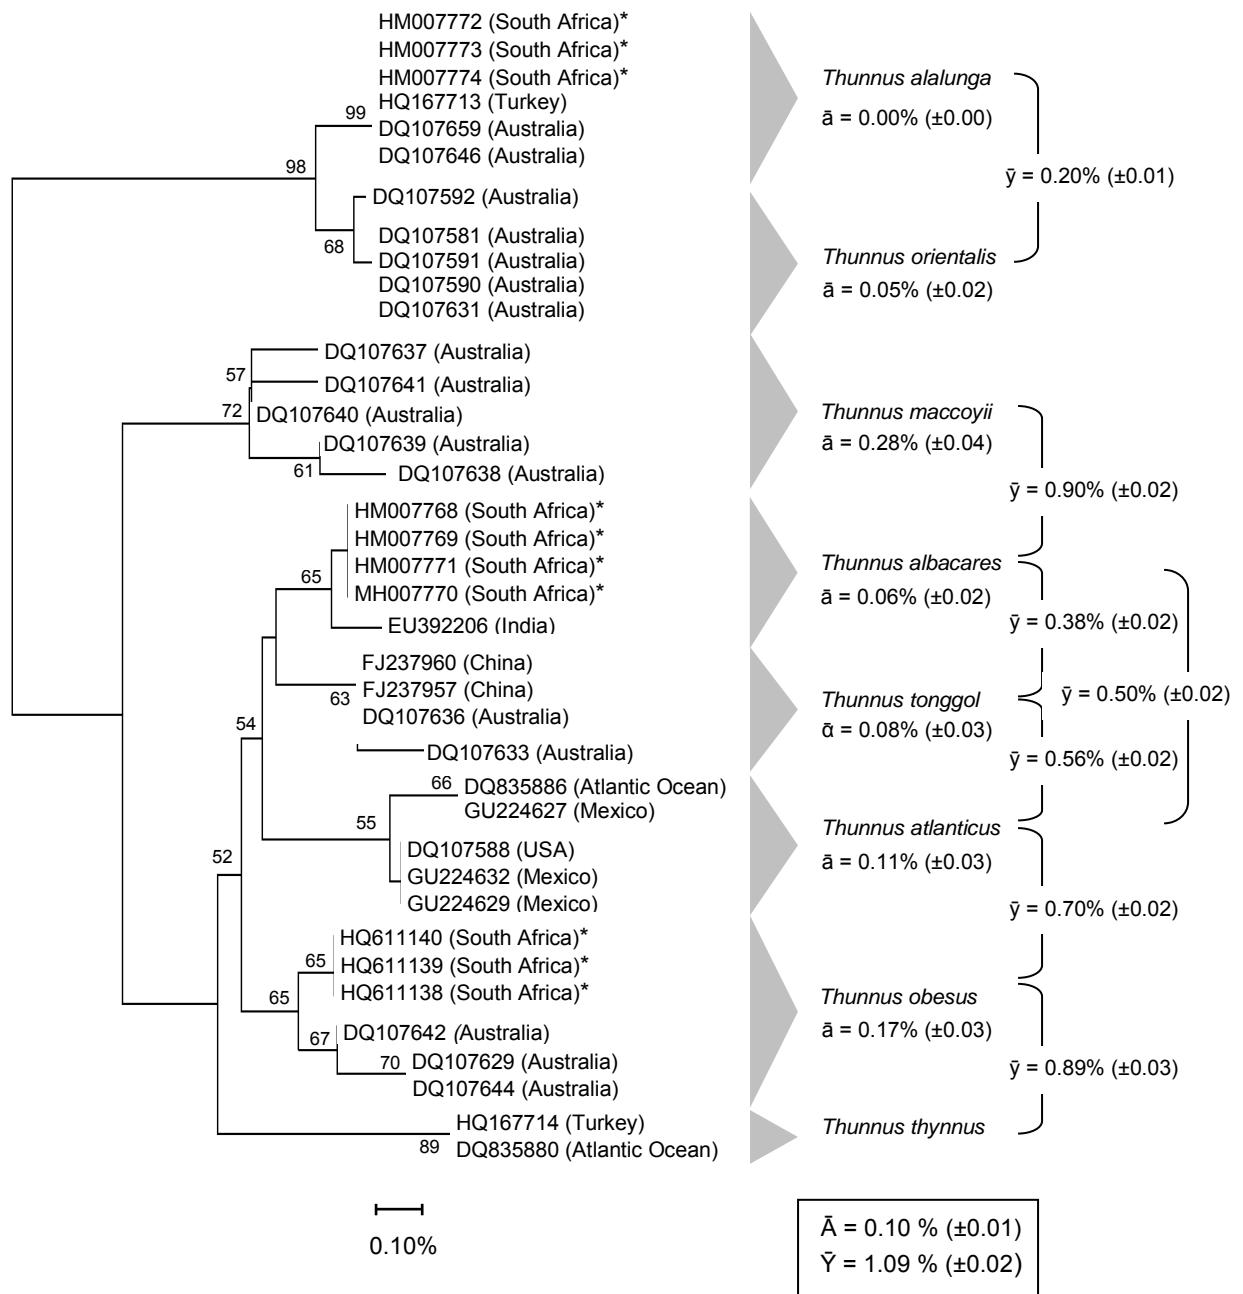 HM007772 (South Africa)*
HM007773 (South Africa)*
HM007774 (South Africa)*
HQ167713 (Turkey)
DQ107659 (Australia)
DQ107646 (Australia)
99
98
DQ107592 (Australia)
DQ107581 (Australia)
DQ107591 (Australia)
DQ107590 (Australia)
DQ107631 (Australia)
68
DQ107637 (Australia)
DQ107641 (Australia)
DQ107640 (Australia)
DQ107639 (Australia)
DQ107638 (Australia)
57
72
61
HM007768 (South Africa)*
HM007769 (South Africa)*
HM007771 (South Africa)*
MH007770 (South Africa)*
EU392206 (India)
65
FJ237960 (China)
FJ237957 (China)
DQ107636 (Australia)
DQ107633 (Australia)
63
54
DQ835886 (Atlantic Ocean)
GU224627 (Mexico)
DQ107588 (USA)
GU224632 (Mexico)
GU224629 (Mexico)
66
55
52
HQ611140 (South Africa)*
HQ611139 (South Africa)*
HQ611138 (South Africa)*
DQ107642 (Australia)
DQ107629 (Australia)
DQ107644 (Australia)
65
65
67
70
HQ167714 (Turkey)
DQ835880 (Atlantic Ocean)
89
0.10%
Thunnus alalunga
ā = 0.00% (±0.00)
ȳ = 0.20% (±0.01)
Thunnus orientalis
ā = 0.05% (±0.02)
Thunnus maccoyii
ā = 0.28% (±0.04)
ȳ = 0.90% (±0.02)
Thunnus albacares
ā = 0.06% (±0.02)
ȳ = 0.38% (±0.02)
Thunnus tonggol
ᾱ = 0.08% (±0.03)
ȳ = 0.50% (±0.02)
ȳ = 0.56% (±0.02)
Thunnus atlanticus
ā = 0.11% (±0.03)
ȳ = 0.70% (±0.02)
Thunnus obesus
ā = 0.17% (±0.03)
ȳ = 0.89% (±0.03)
Thunnus thynnus
Ā = 0.10 % (±0.01)
Ȳ = 1.09 % (±0.02)